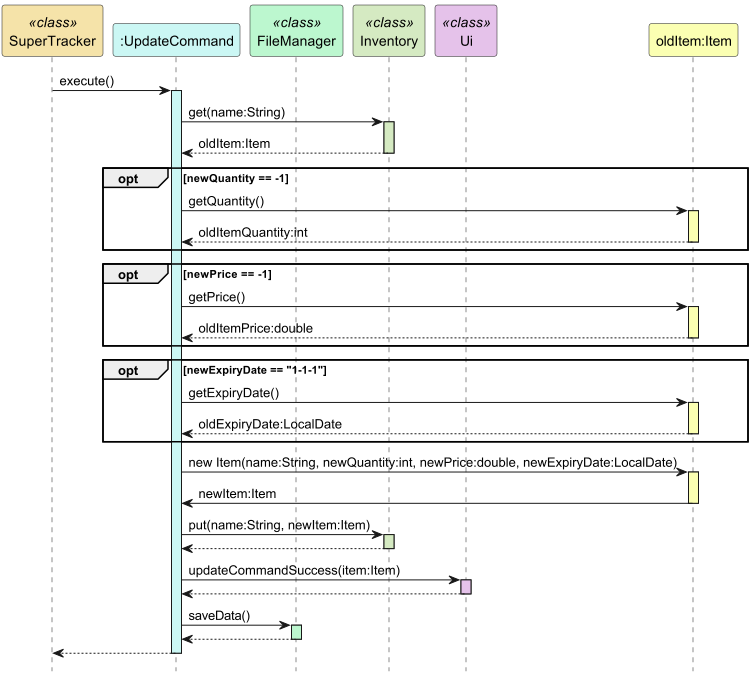 «class»
SuperTracker
:UpdateCommand
«class»
FileManager
«class»
Inventory
«class»
Ui
oldItem:Item
execute()
get(name:String)
oldItem:Item
opt [newQuantity == -1]
getQuantity()
oldItemQuantity:int
opt [newPrice == -1]
getPrice()
oldItemPrice:double
opt [newExpiryDate == "1-1-1"]
getExpiryDate()
oldExpiryDate:LocalDate
new Item(name:String, newQuantity:int, newPrice:double, newExpiryDate:LocalDate)
newItem:Item
put(name:String, newItem:Item)
updateCommandSuccess(item:Item)
saveData()